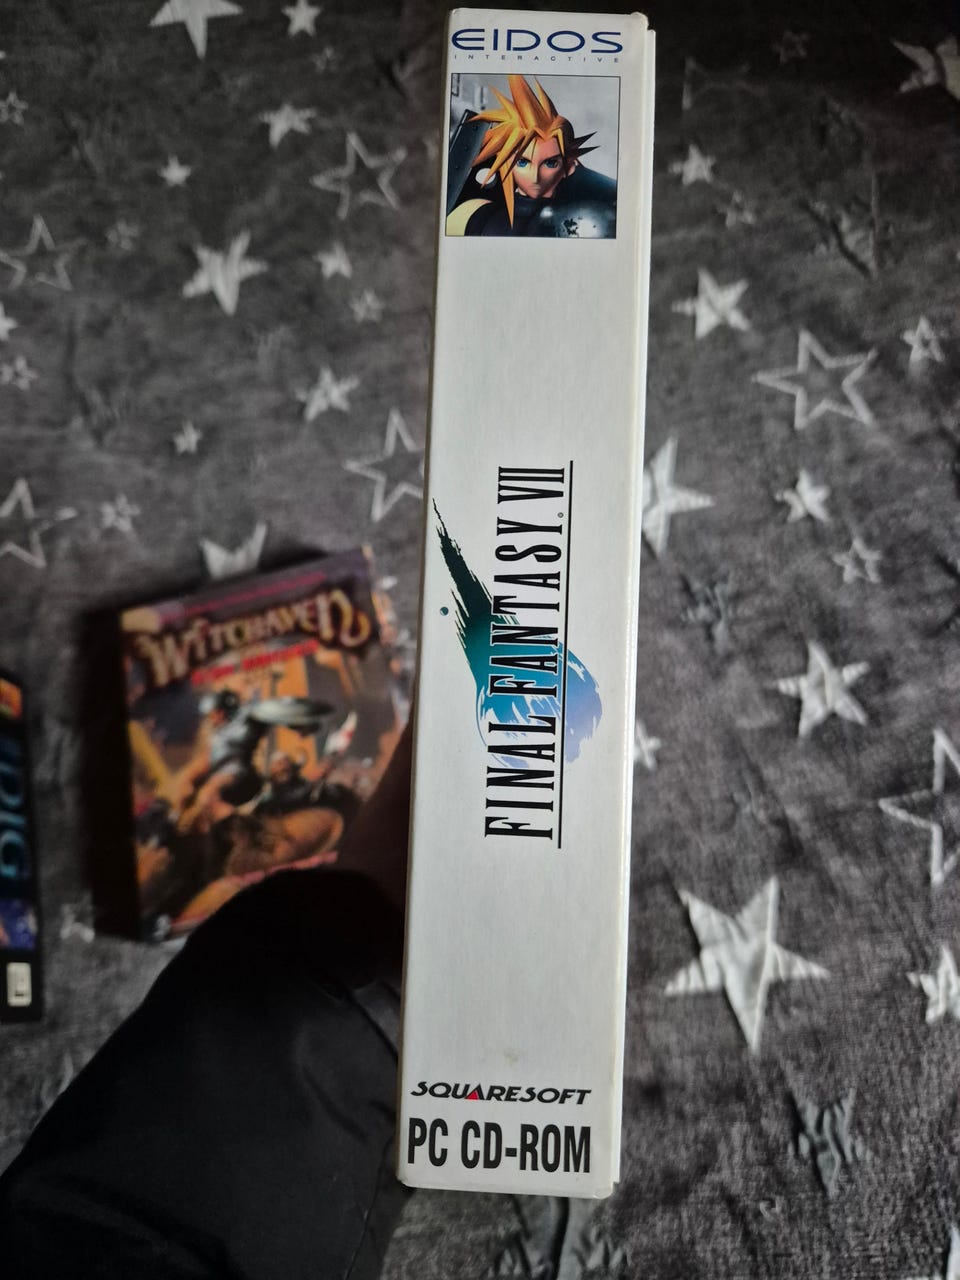 EIDOS
INTERACTIVE
FINAL FANTASY. VII
SQUARESOFT
PC CD-ROM
WITCHAVEN